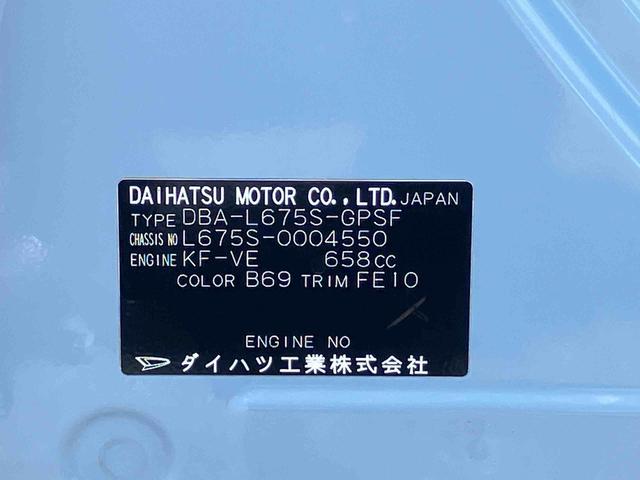 DAIHATSU MOTOR CO.,LTD. JAPAN
TYPE DBA-L675S-GPSF
CHASSIS NO L675S-0004550
ENGINE KF-VE 658CC
COLOR B69 TRIM FE10
ENGINE NO
ダイハツ工業株式会社